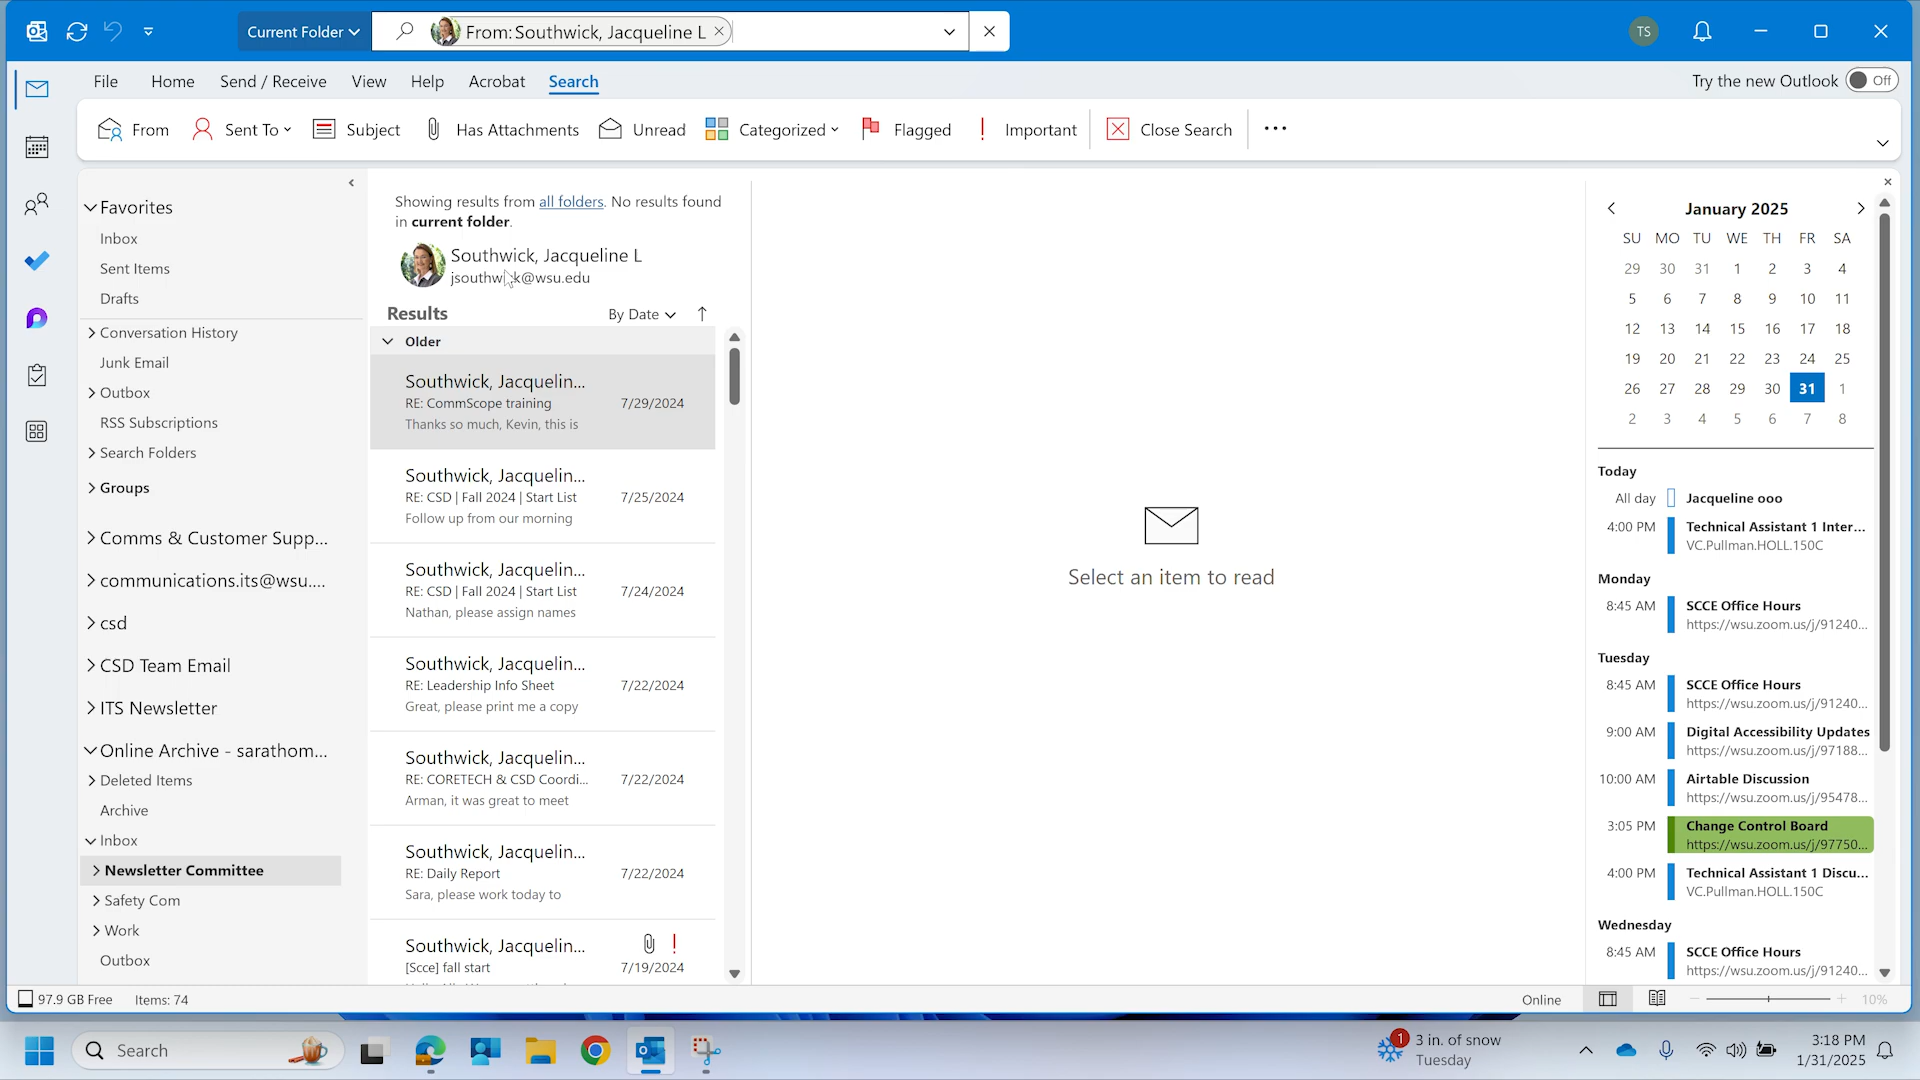 Current Folder
From: Southwick, Jacqueline L
TS
File Home Send / Receive View Help Acrobat Search
Try the new Outlook Off
From Sent To Subject Has Attachments Unread Categorized Flagged Important Close Search
Favorites
Inbox
Sent Items
Drafts
Conversation History
Junk Email
Outbox
RSS Subscriptions
Search Folders
Groups
Comms & Customer Supp...
communications.its@wsu....
csd
CSD Team Email
ITS Newsletter
Online Archive - sarathom...
Deleted Items
Archive
Inbox
Newsletter Committee
Safety Com
Work
Outbox
Showing results from all folders. No results found
in current folder.
Southwick, Jacqueline L
jsouthwick@wsu.edu
Results By Date
Older
Southwick, Jacquelin...
RE: CommScope training 7/29/2024
Thanks so much, Kevin, this is
Southwick, Jacquelin...
RE: CSD | Fall 2024 | Start List 7/25/2024
Follow up from our morning
Southwick, Jacquelin...
RE: CSD | Fall 2024 | Start List 7/24/2024
Nathan, please assign names
Southwick, Jacquelin...
RE: Leadership Info Sheet 7/22/2024
Great, please print me a copy
Southwick, Jacquelin...
RE: CORETECH & CSD Coordi... 7/22/2024
Arman, it was great to meet
Southwick, Jacquelin...
RE: Daily Report 7/22/2024
Sara, please work today to
Southwick, Jacquelin...
[Scce] fall start 7/19/2024
Select an item to read
January 2025
SU MO TU WE TH FR SA
29 30 31 1 2 3 4
5 6 7 8 9 10 11
12 13 14 15 16 17 18
19 20 21 22 23 24 25
26 27 28 29 30 31 1
2 3 4 5 6 7 8
Today
All day Jacqueline ooo
4:00 PM Technical Assistant 1 Inter...
VC.Pullman.HOLL.150C
Monday
8:45 AM SCCE Office Hours
https://wsu.zoom.us/j/91240...
Tuesday
8:45 AM SCCE Office Hours
https://wsu.zoom.us/j/91240...
9:00 AM Digital Accessibility Updates
https://wsu.zoom.us/j/97188...
10:00 AM Airtable Discussion
https://wsu.zoom.us/j/95478...
3:05 PM Change Control Board
https://wsu.zoom.us/j/97750...
4:00 PM Technical Assistant 1 Discu...
VC.Pullman.HOLL.150C
Wednesday
8:45 AM SCCE Office Hours
https://wsu.zoom.us/j/91240...
97.9 GB Free Items: 74
Online 10%
Search
1
3 in. of snow
Tuesday
3:18 PM
1/31/2025